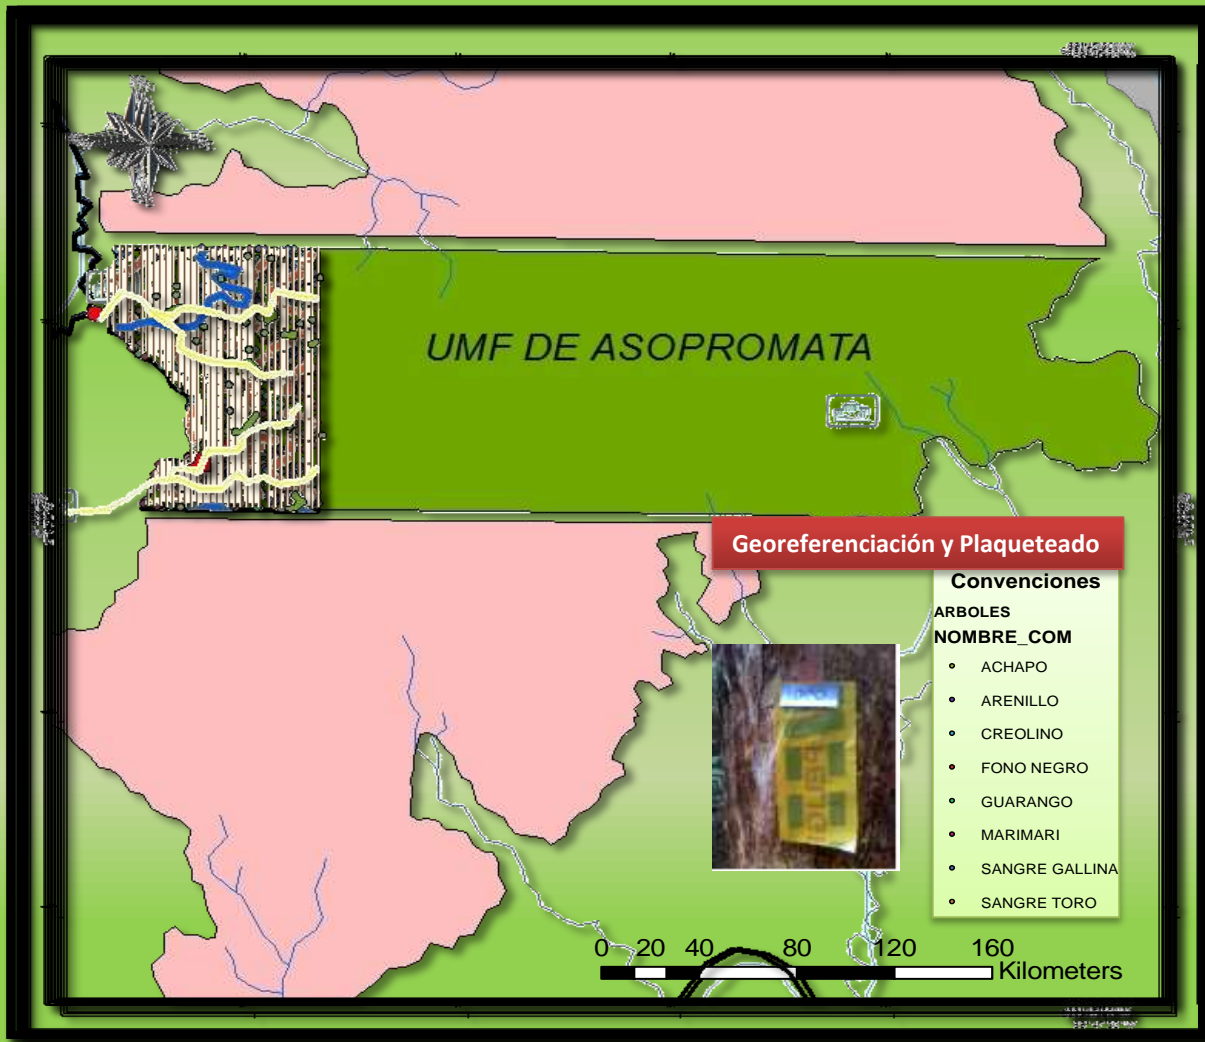 UMF DE ASOPROMATA
Georeferenciación y Plaqueteado
Convenciones
ARBOLES
NOMBRE_COM
ACHAPO
ARENILLO
CREOLINO
FONO NEGRO
GUARANGO
MARIMARI
SANGRE GALLINA
SANGRE TORO
0 20 40 80 120 160
Kilometers